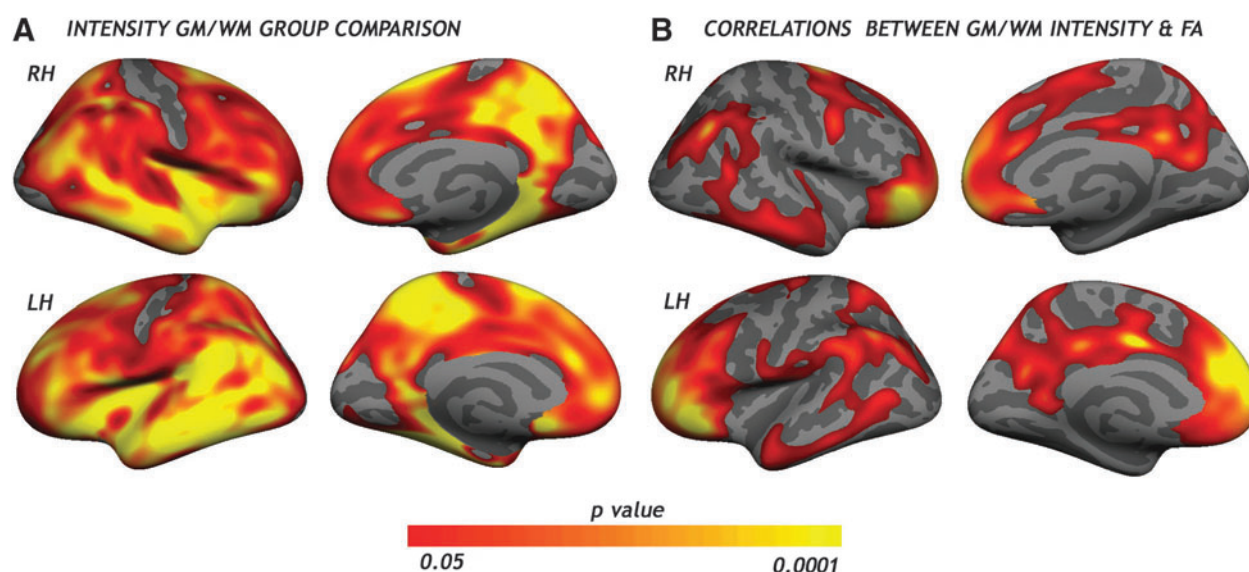 A INTENSITY GM/WM GROUP COMPARISON
B CORRELATIONS BETWEEN GM/WM INTENSITY & FA
RH
RH
LH
LH
p value
0.05
0.0001